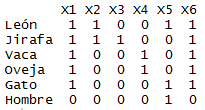 X1 X2 X3 X4 X5 X6
León 1 1 0 0 1 1
Jirafa 1 1 1 0 0 1
Vaca 1 0 0 1 0 1
Oveja 1 0 0 1 0 1
Gato 1 0 0 0 1 1
Hombre 0 0 0 0 1 0